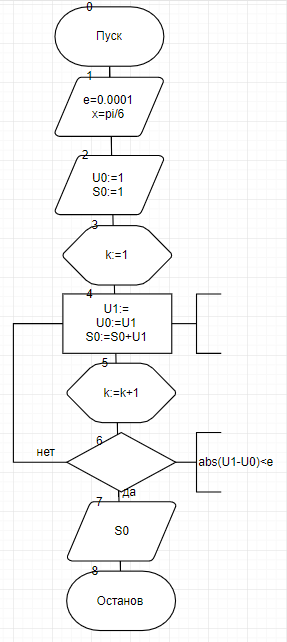 0
Пуск
1
e=0.0001
x=pi/6
2
U0:=1
S0:=1
3
k:=1
4
U1:=
U0:=U1
S0:=S0+U1
5
k:=k+1
6
нет
abs(U1-U0)<e
да
7
S0
8
Останов